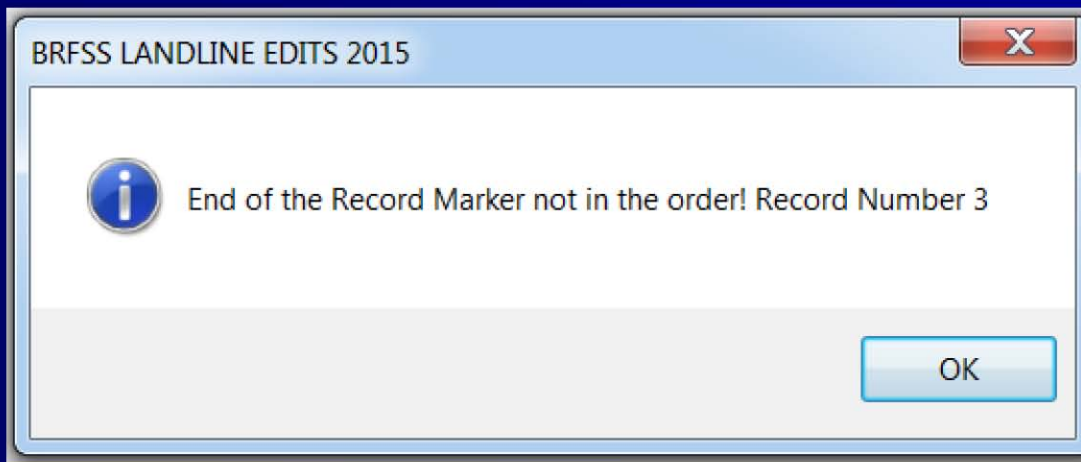 BRFSS LANDLINE EDITS 2015
End of the Record Marker not in the order! Record Number 3
OK